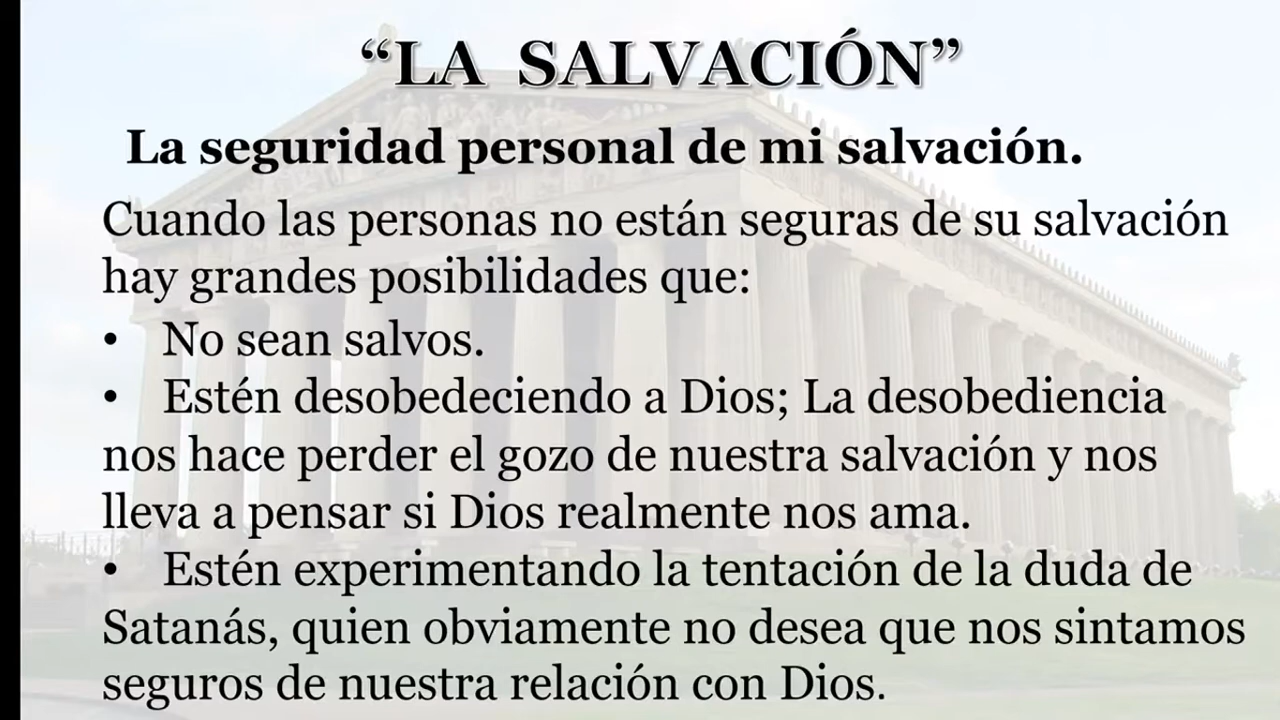 “LA SALVACIÓN”
La seguridad personal de mi salvación.
Cuando las personas no están seguras de su salvación
hay grandes posibilidades que:
• No sean salvos.
• Estén desobedeciendo a Dios; La desobediencia
nos hace perder el gozo de nuestra salvación y nos
lleva a pensar si Dios realmente nos ama.
• Estén experimentando la tentación de la duda de
Satanás, quien obviamente no desea que nos sintamos
seguros de nuestra relación con Dios.